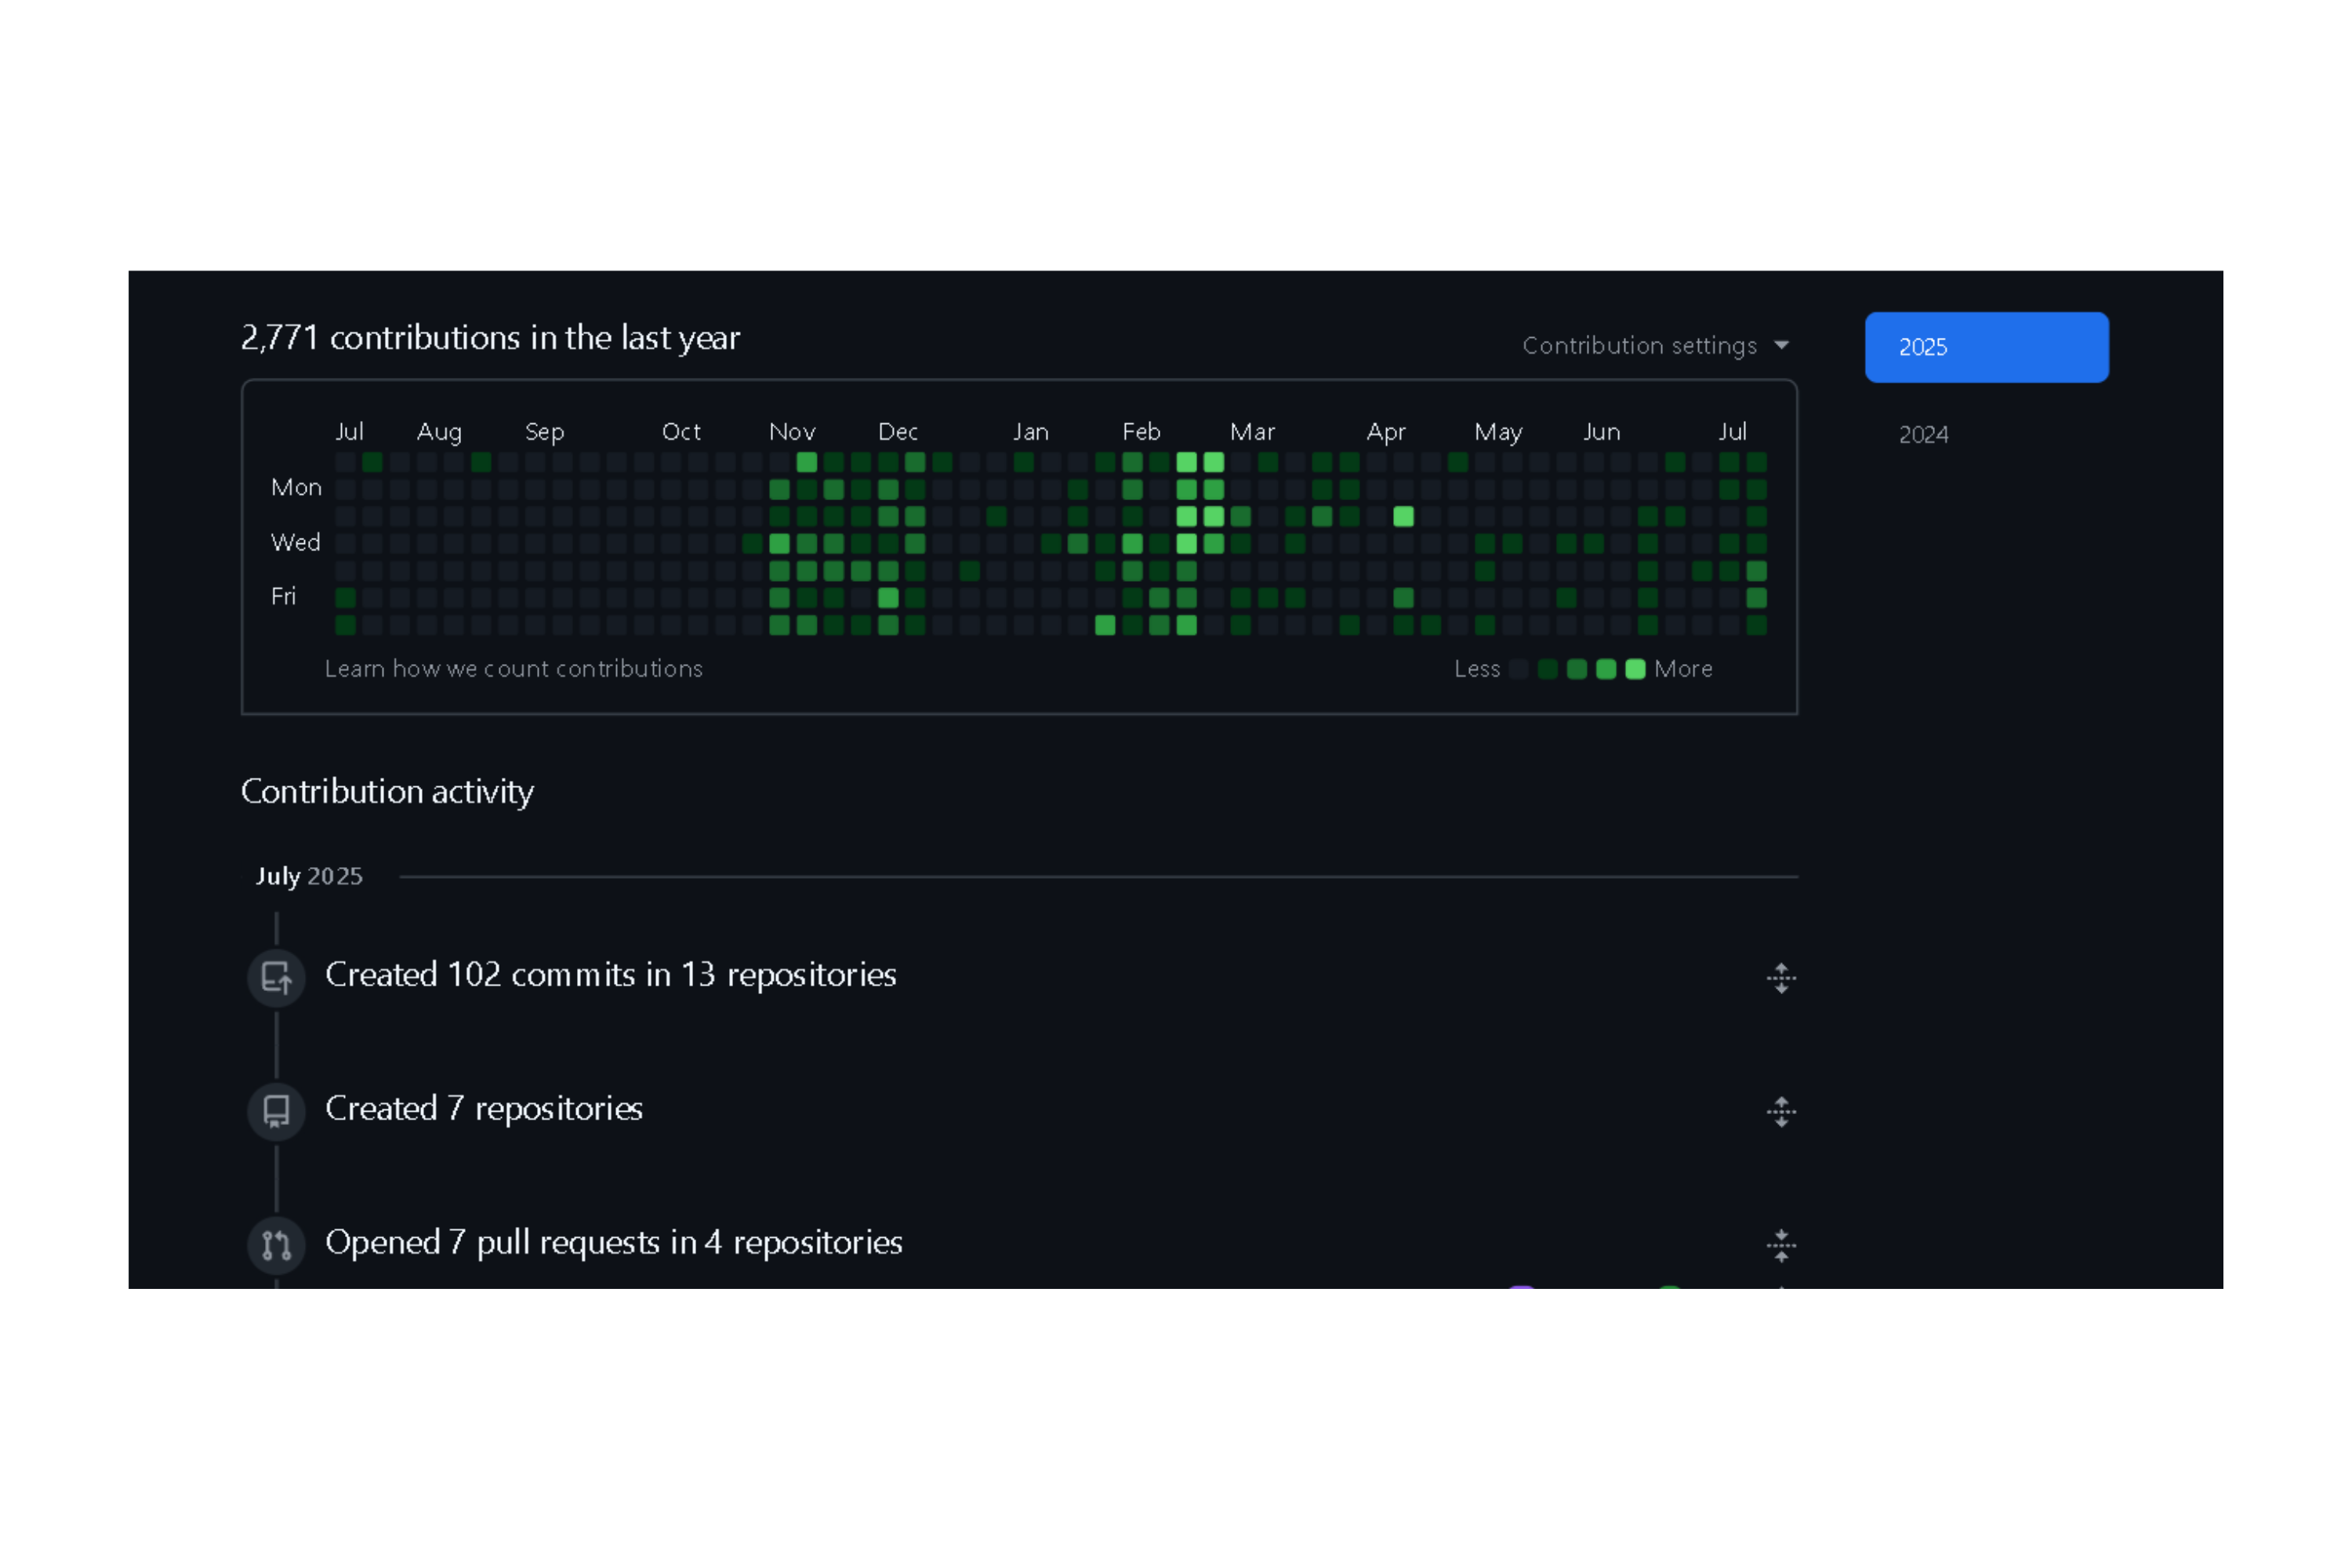 2,771 contributions in the last year
Contribution settings
2025
2024
Jul Aug Sep Oct Nov Dec Jan Feb Mar Apr May Jun Jul
Mon
Wed
Fri
Learn how we count contributions
Less More
Contribution activity
July 2025
Created 102 commits in 13 repositories
Created 7 repositories
Opened 7 pull requests in 4 repositories